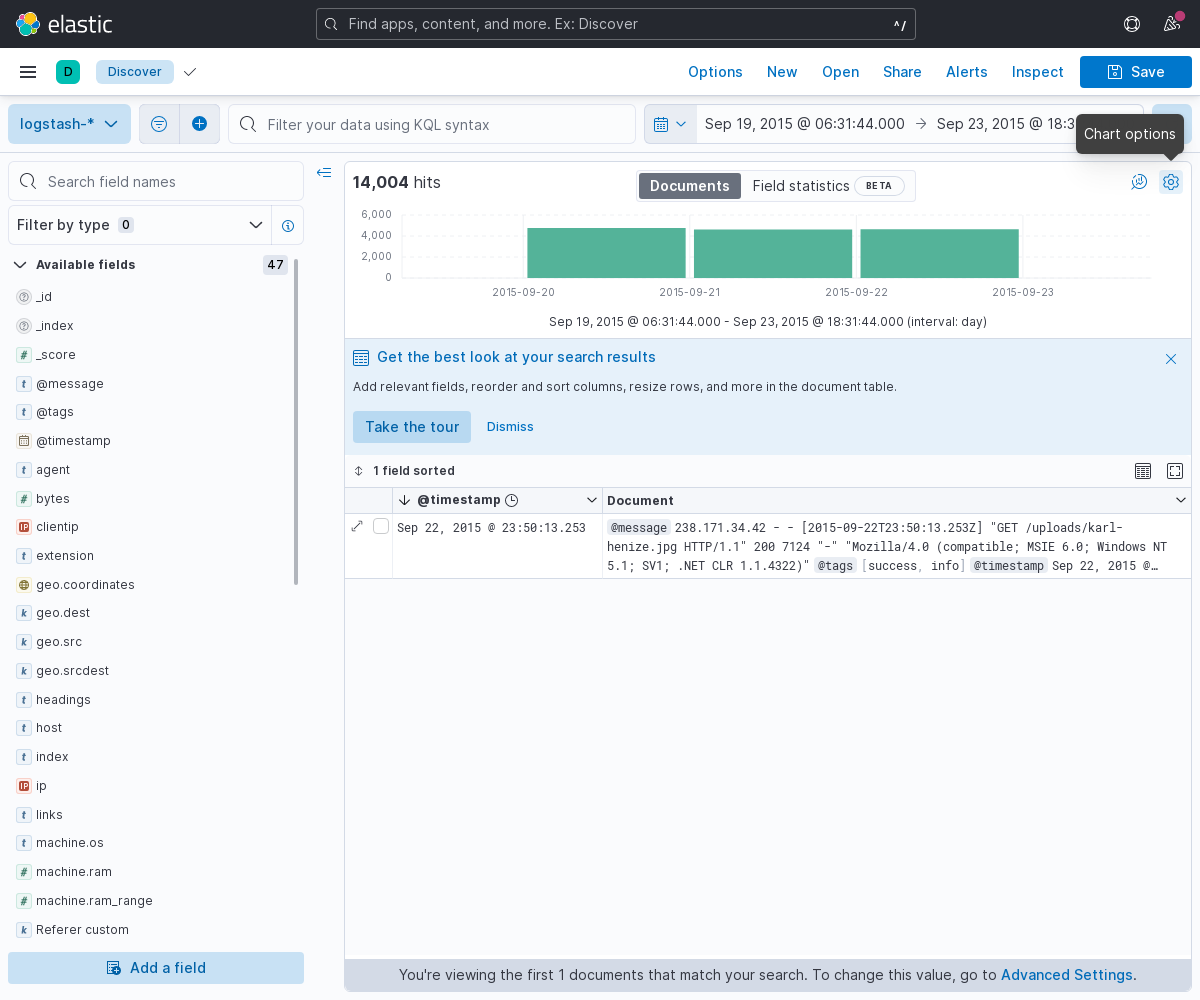 elastic
Find apps, content, and more. Ex: Discover
^/
D
Discover
Options
New
Open
Share
Alerts
Inspect
Save
logstash-*
Filter your data using KQL syntax
Sep 19, 2015 @ 06:31:44.000 → Sep 23, 2015 @ 18:3
Chart options
Search field names
Filter by type 0
Available fields 47
_id
_index
# _score
t @message
t @tags
@timestamp
t agent
# bytes
IP clientip
t extension
geo.coordinates
k geo.dest
k geo.src
k geo.srcdest
t headings
t host
t index
IP ip
t links
t machine.os
# machine.ram
# machine.ram_range
k Referer custom
Add a field
14,004 hits
Documents
Field statistics BETA
6,000
4,000
2,000
0
2015-09-20
2015-09-21
2015-09-22
2015-09-23
Sep 19, 2015 @ 06:31:44.000 - Sep 23, 2015 @ 18:31:44.000 (interval: day)
Get the best look at your search results
Add relevant fields, reorder and sort columns, resize rows, and more in the document table.
Take the tour
Dismiss
1 field sorted
@timestamp
Document
Sep 22, 2015 @ 23:50:13.253
@message 238.171.34.42 - - [2015-09-22T23:50:13.253Z] "GET /uploads/karl-
henize.jpg HTTP/1.1" 200 7124 "-" "Mozilla/4.0 (compatible; MSIE 6.0; Windows NT
5.1; SV1; .NET CLR 1.1.4322)" @tags [success, info] @timestamp Sep 22, 2015 @…
You're viewing the first 1 documents that match your search. To change this value, go to Advanced Settings.